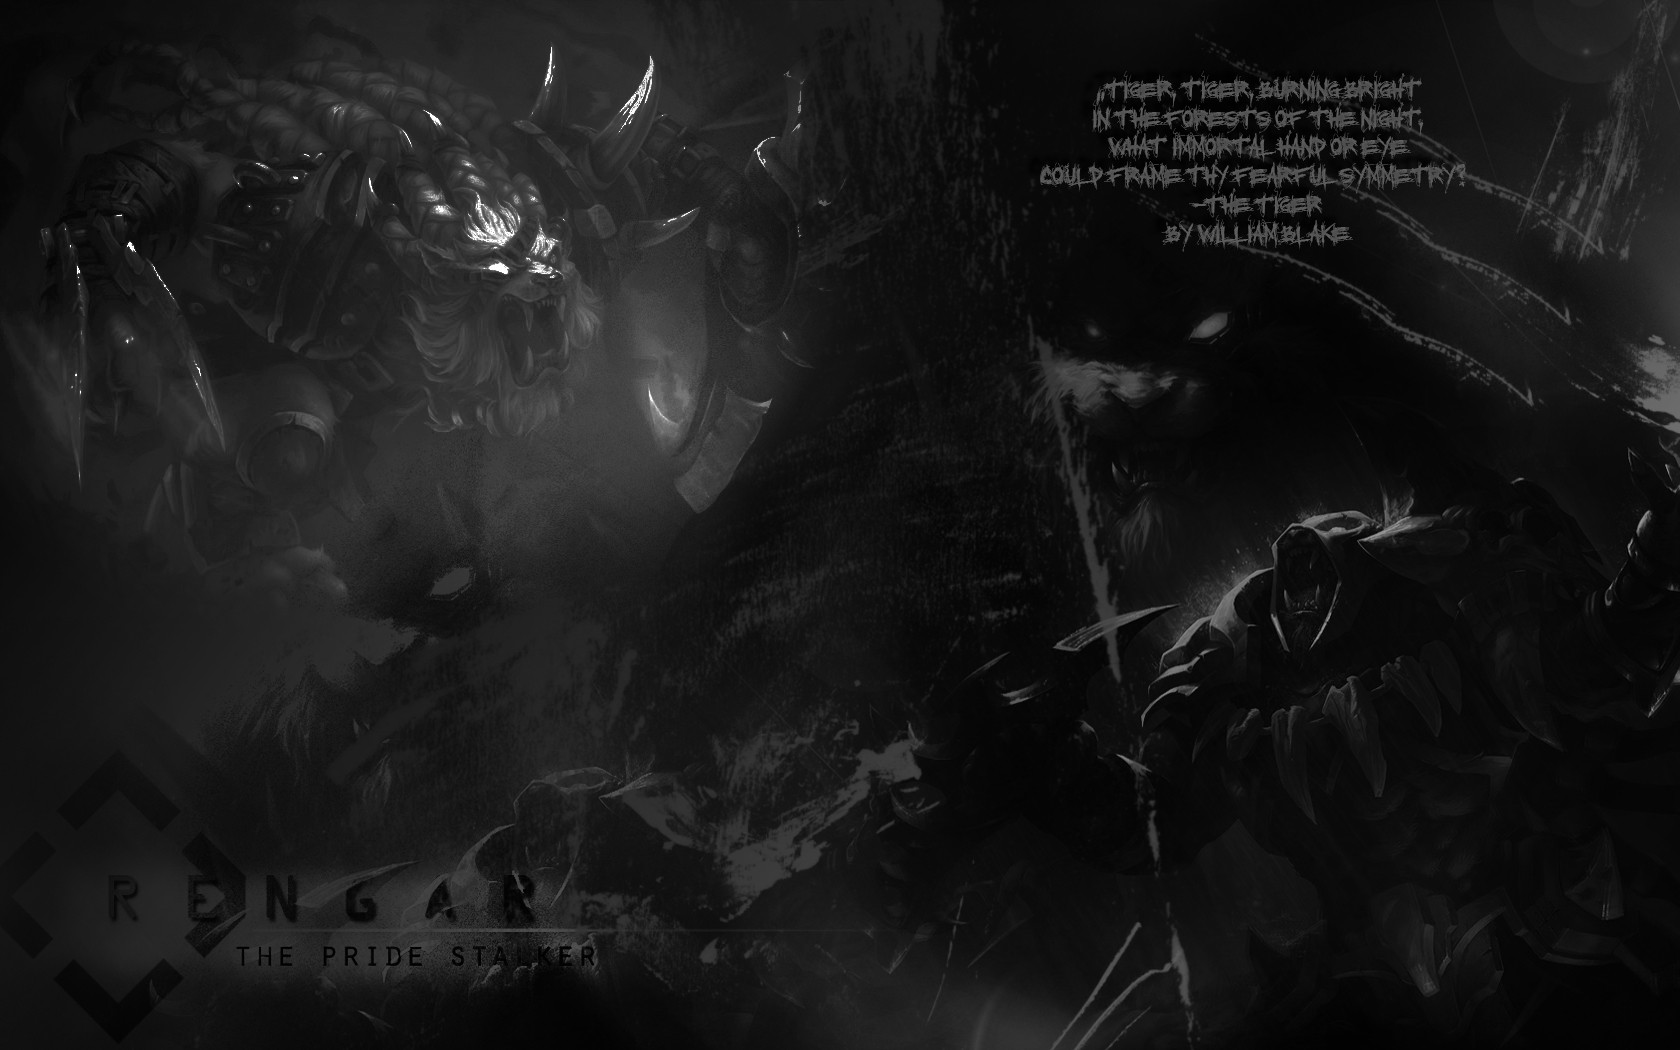 TIGER, TIGER, BURNING BRIGHT
IN THE FORESTS OF THE NIGHT,
WHAT IMMORTAL HAND OR EYE
COULD FRAME THY FEARFUL SYMMETRY?
-THE TIGER
BY WILLIAM BLAKE
RENGAR
THE PRIDE STALKER